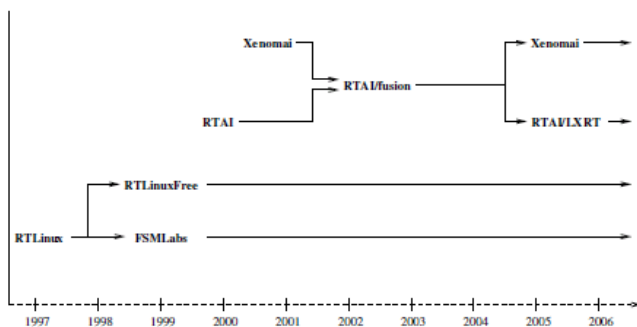 Xenomai Xenomai
RTAI/fusion
RTAI RTAI/LXRT
RTLinuxFree
RTLinux FSMLabs
1997 1998 1999 2000 2001 2002 2003 2004 2005 2006